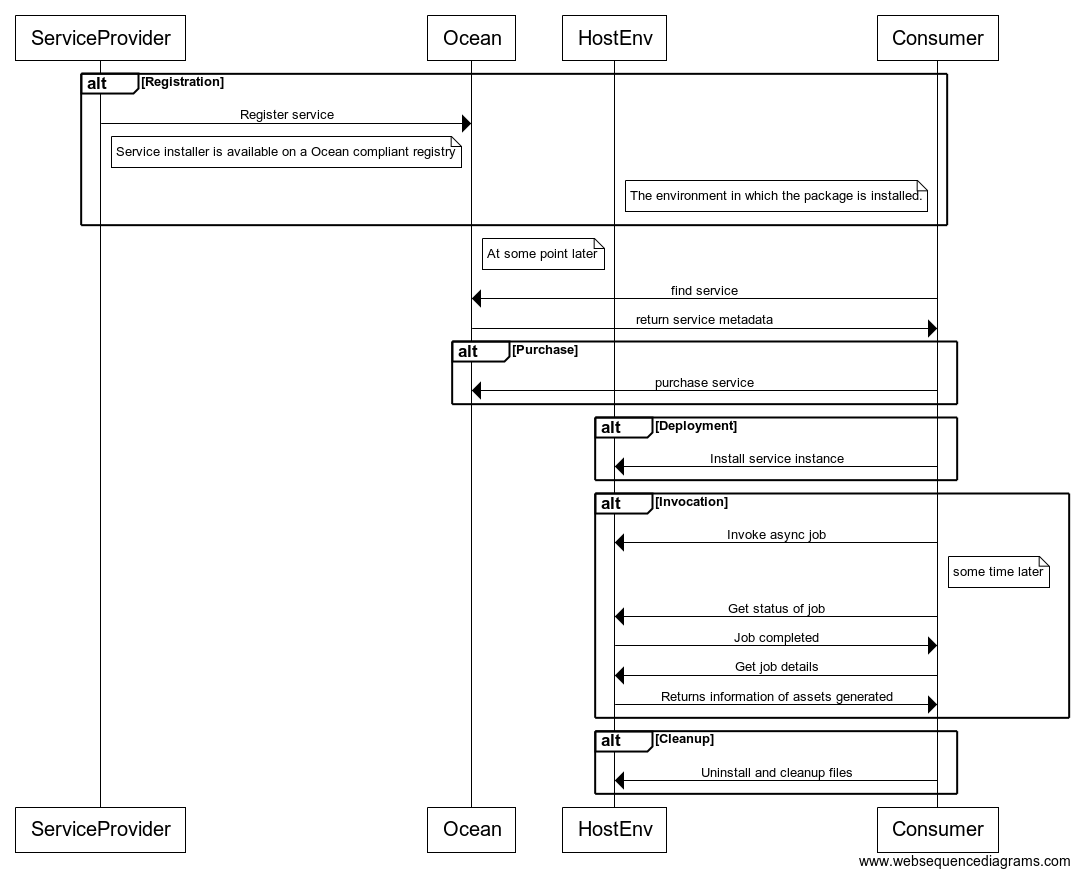 ServiceProvider
Ocean
HostEnv
Consumer
alt
[Registration]
Register service
Service installer is available on a Ocean compliant registry
The environment in which the package is installed.
At some point later
find service
return service metadata
alt
[Purchase]
purchase service
alt
[Deployment]
Install service instance
alt
[Invocation]
Invoke async job
some time later
Get status of job
Job completed
Get job details
Returns information of assets generated
alt
[Cleanup]
Uninstall and cleanup files
ServiceProvider
Ocean
HostEnv
Consumer
www.websequencediagrams.com